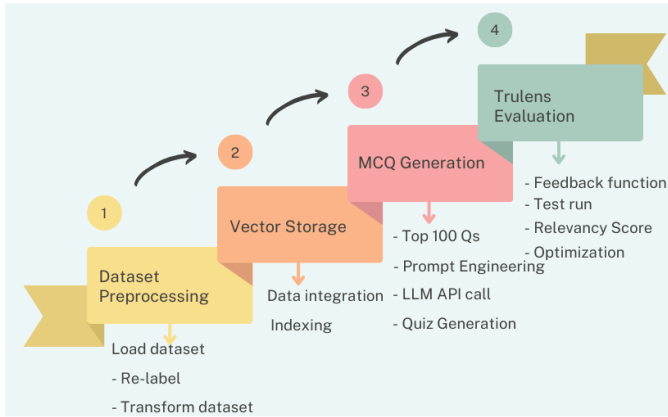 1
Dataset
Preprocessing
Load dataset
- Re-label
- Transform dataset
2
Vector Storage
Data integration
Indexing
3
MCQ Generation
- Top 100 Qs
- Prompt Engineering
- LLM API call
- Quiz Generation
4
Trulens
Evaluation
- Feedback function
- Test run
- Relevancy Score
- Optimization